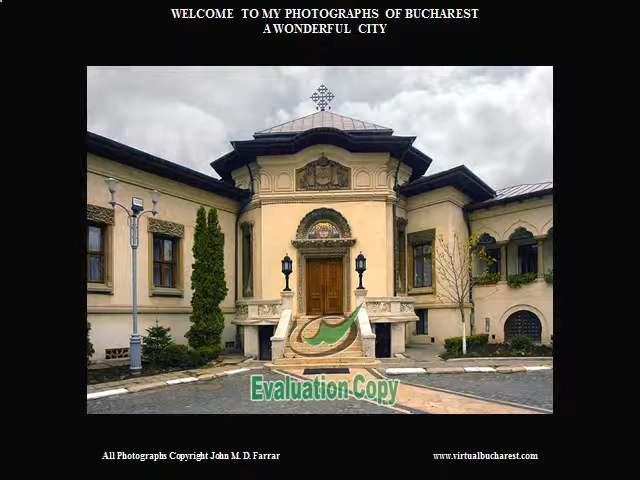 WELCOME TO MY PHOTOGRAPHS OF BUCHAREST
A WONDERFUL CITY
Evaluation Copy
All Photographs Copyright John M. D. Farrar
www.virtualbucharest.com